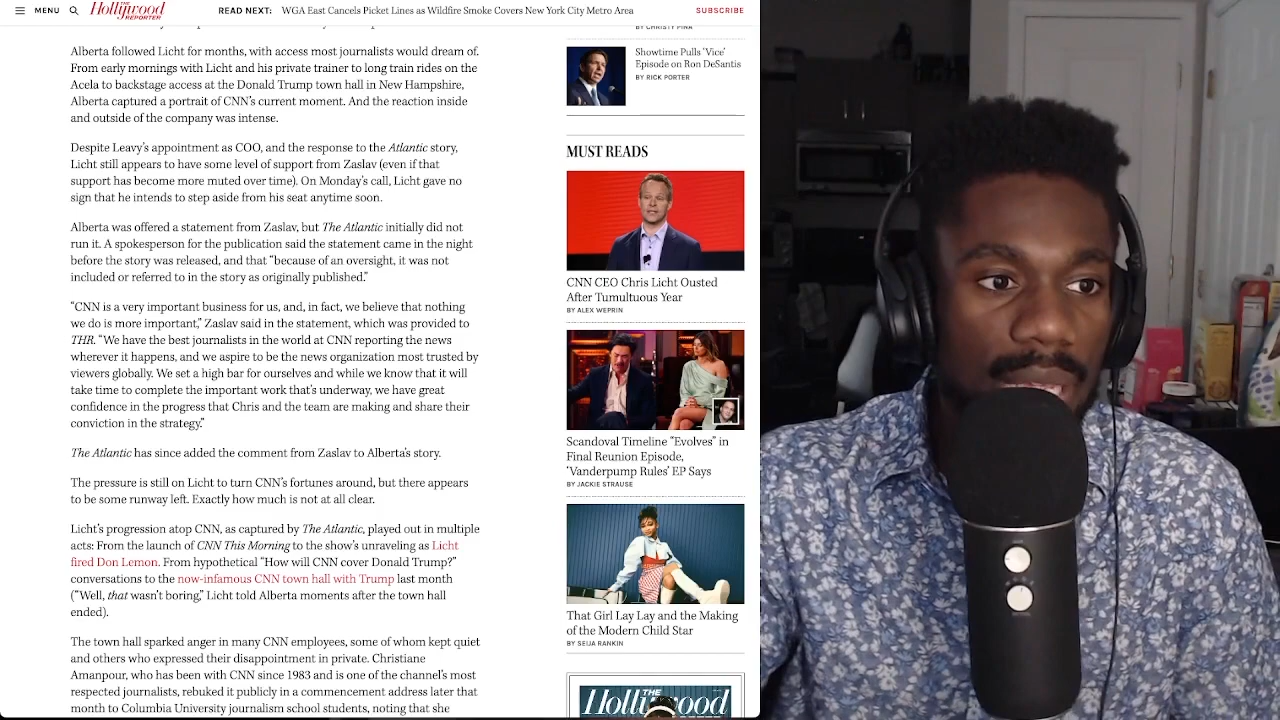 MENU
THE
Hollywood
REPORTER
READ NEXT: WGA East Cancels Picket Lines as Wildfire Smoke Covers New York City Metro Area
SUBSCRIBE
Alberta followed Licht for months, with access most journalists would dream of.
From early mornings with Licht and his private trainer to long train rides on the
Acela to backstage access at the Donald Trump town hall in New Hampshire,
Alberta captured a portrait of CNN’s current moment. And the reaction inside
and outside of the company was intense.
Despite Leavy’s appointment as COO, and the response to the Atlantic story,
Licht still appears to have some level of support from Zaslav (even if that
support has become more muted over time). On Monday’s call, Licht gave no
sign that he intends to step aside from his seat anytime soon.
Alberta was offered a statement from Zaslav, but The Atlantic initially did not
run it. A spokesperson for the publication said the statement came in the night
before the story was released, and that “because of an oversight, it was not
included or referred to in the story as originally published.”
“CNN is a very important business for us, and, in fact, we believe that nothing
we do is more important,” Zaslav said in the statement, which was provided to
THR. “We have the best journalists in the world at CNN reporting the news
wherever it happens, and we aspire to be the news organization most trusted by
viewers globally. We set a high bar for ourselves and while we know that it will
take time to complete the important work that’s underway, we have great
confidence in the progress that Chris and the team are making and share their
conviction in the strategy.”
The Atlantic has since added the comment from Zaslav to Alberta’s story.
The pressure is still on Licht to turn CNN’s fortunes around, but there appears
to be some runway left. Exactly how much is not at all clear.
Licht’s progression atop CNN, as captured by The Atlantic, played out in multiple
acts: From the launch of CNN This Morning to the show’s unraveling as Licht
fired Don Lemon. From hypothetical “How will CNN cover Donald Trump?”
conversations to the now-infamous CNN town hall with Trump last month
(“Well, that wasn’t boring,” Licht told Alberta moments after the town hall
ended).
The town hall sparked anger in many CNN employees, some of whom kept quiet
and others who expressed their disappointment in private. Christiane
Amanpour, who has been with CNN since 1983 and is one of the channel’s most
respected journalists, rebuked it publicly in a commencement address later that
month to Columbia University journalism school students, noting that she
BY CHRISTY PIÑA
Showtime Pulls ‘Vice’
Episode on Ron DeSantis
BY RICK PORTER
MUST READS
CNN CEO Chris Licht Ousted
After Tumultuous Year
BY ALEX WEPRIN
Scandoval Timeline “Evolves” in
Final Reunion Episode,
‘Vanderpump Rules’ EP Says
BY JACKIE STRAUSE
That Girl Lay Lay and the Making
of the Modern Child Star
BY SEIJA RANKIN
THE
Hollywood